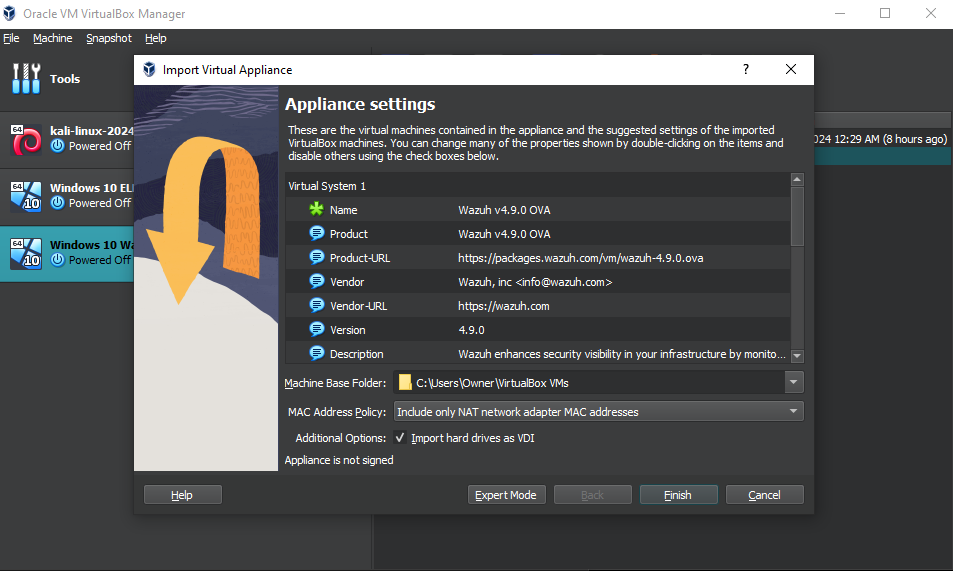 Oracle VM VirtualBox Manager
File Machine Snapshot Help
Tools
64
kali-linux-2024
Powered Off
64
10
Windows 10 EL
Powered Off
64
10
Windows 10 Wa
Powered Off
2024 12:29 AM (8 hours ago)
Import Virtual Appliance
?
Appliance settings
These are the virtual machines contained in the appliance and the suggested settings of the imported
VirtualBox machines. You can change many of the properties shown by double-clicking on the items and
disable others using the check boxes below.
Virtual System 1
Name Wazuh v4.9.0 OVA
Product Wazuh v4.9.0 OVA
Product-URL https://packages.wazuh.com/vm/wazuh-4.9.0.ova
Vendor Wazuh, inc <info@wazuh.com>
Vendor-URL https://wazuh.com
Version 4.9.0
Description Wazuh enhances security visibility in your infrastructure by monito...
Machine Base Folder: C:\Users\Owner\VirtualBox VMs
MAC Address Policy: Include only NAT network adapter MAC addresses
Additional Options: Import hard drives as VDI
Appliance is not signed
Help Expert Mode Back Finish Cancel